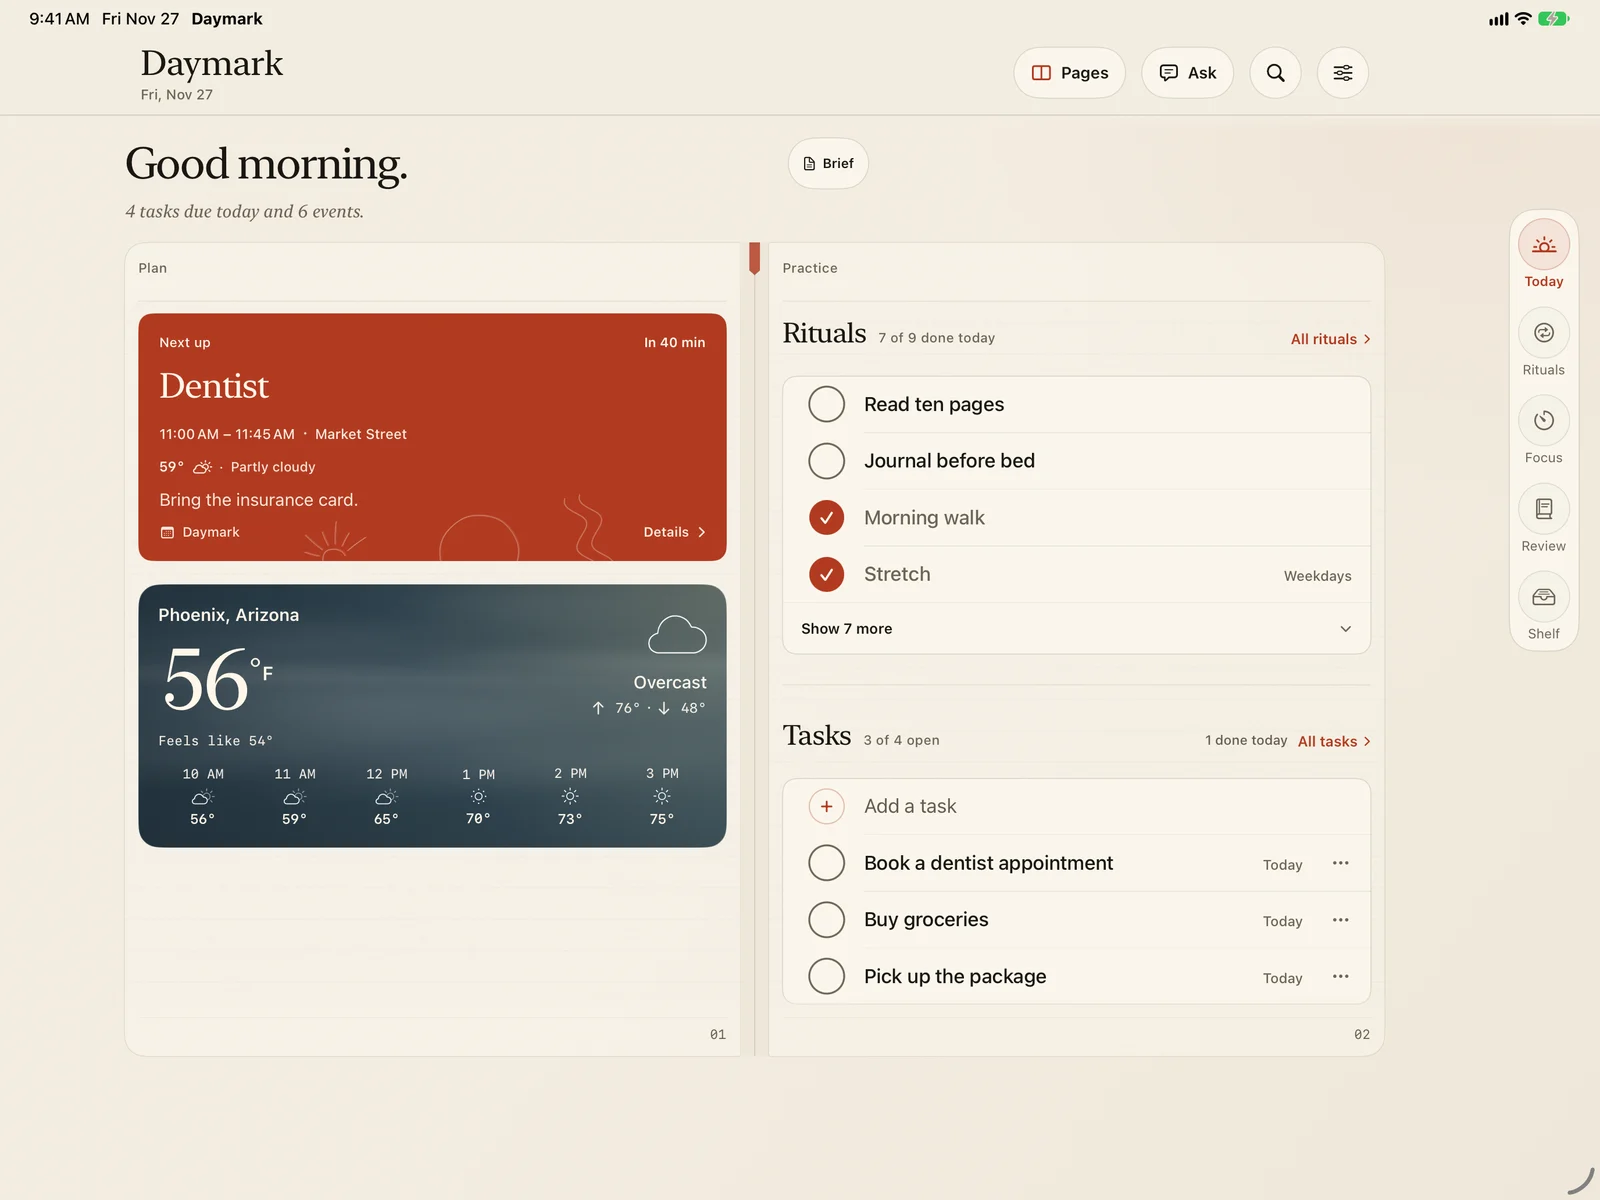 9:41 AM Fri Nov 27 Daymark
Daymark
Fri, Nov 27
Pages
Ask
Good morning.
Brief
4 tasks due today and 6 events.
Plan
Next up
In 40 min
Dentist
11:00 AM – 11:45 AM · Market Street
59° · Partly cloudy
Bring the insurance card.
Daymark
Details
Phoenix, Arizona
56°F
Overcast
↑ 76° · ↓ 48°
Feels like 54°
10 AM 11 AM 12 PM 1 PM 2 PM 3 PM
56° 59° 65° 70° 73° 75°
01
Practice
Rituals 7 of 9 done today
All rituals
Read ten pages
Journal before bed
Morning walk
Stretch
Weekdays
Show 7 more
Tasks 3 of 4 open
1 done today All tasks
Add a task
Book a dentist appointment Today
Buy groceries Today
Pick up the package Today
02
Today
Rituals
Focus
Review
Shelf